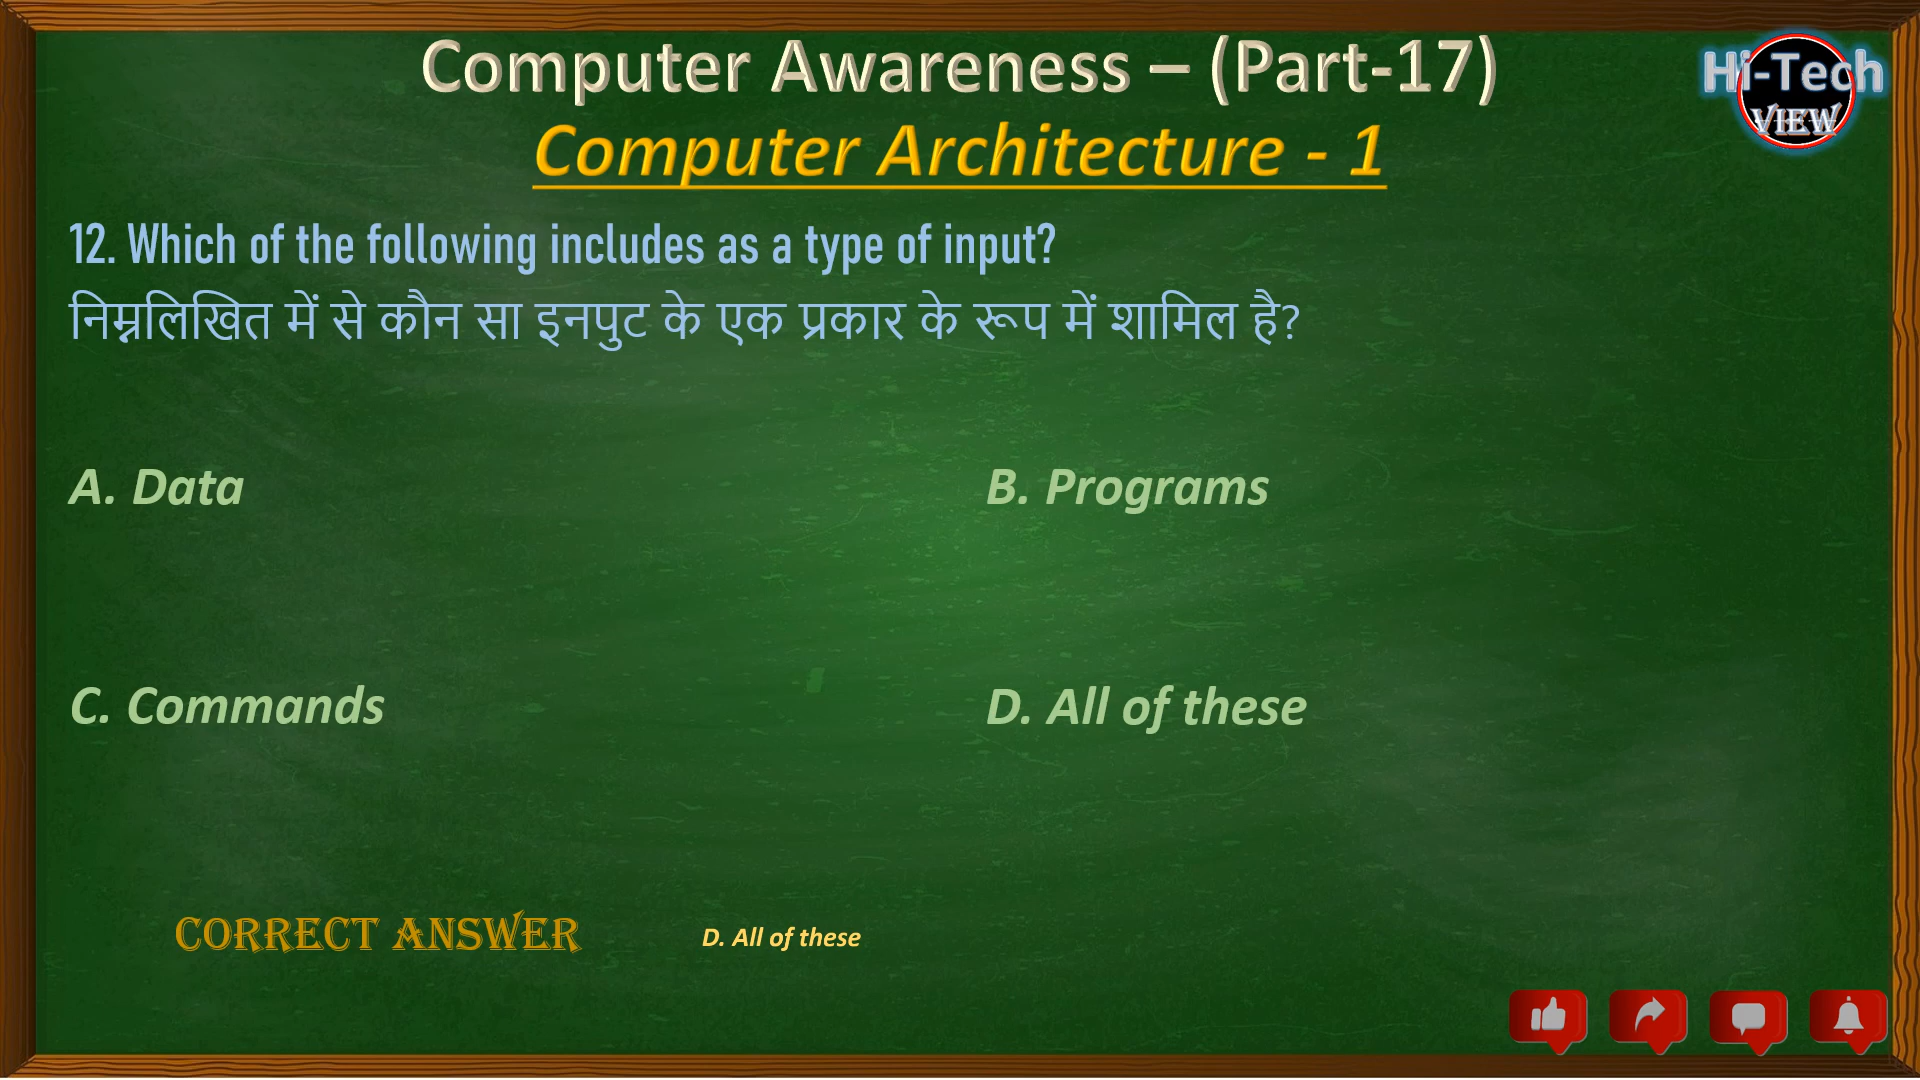 Computer Awareness – (Part-17)
Hi-Tech
VIEW
Computer Architecture - 1
12. Which of the following includes as a type of input?
निम्नलिखित में से कौन सा इनपुट के एक प्रकार के रूप में शामिल है?
A. Data
B. Programs
C. Commands
D. All of these
CORRECT ANSWER
D. All of these